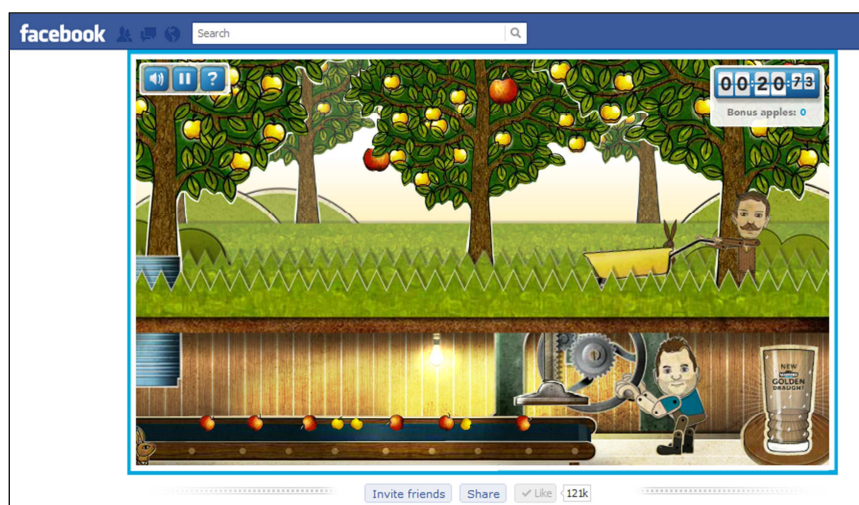 facebook
Search
?
00:20:73
Bonus apples: 0
NEW
GOLDEN
DRAUGHT
Invite friends
Share
Like
121k